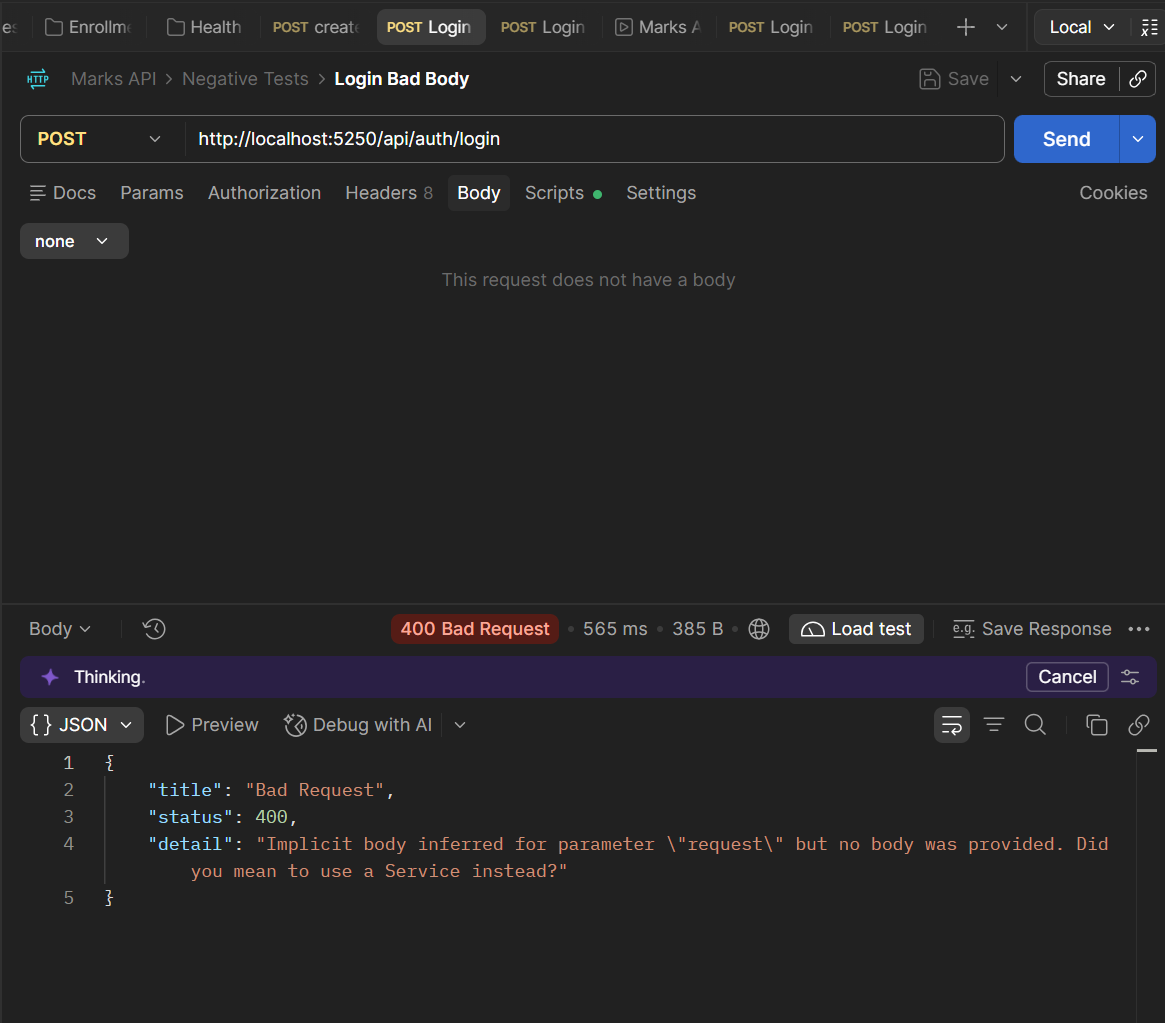 es Enrollme Health POST create POST Login POST Login Marks A POST Login POST Login Local
HTTP Marks API > Negative Tests > Login Bad Body Save Share
POST http://localhost:5250/api/auth/login Send
Docs Params Authorization Headers 8 Body Scripts Settings Cookies
none
This request does not have a body
Body 400 Bad Request • 565 ms • 385 B • Load test e.g. Save Response
Thinking. Cancel
{} JSON Preview Debug with AI
1 {
2 "title": "Bad Request",
3 "status": 400,
4 "detail": "Implicit body inferred for parameter \"request\" but no body was provided. Did
you mean to use a Service instead?"
5 }